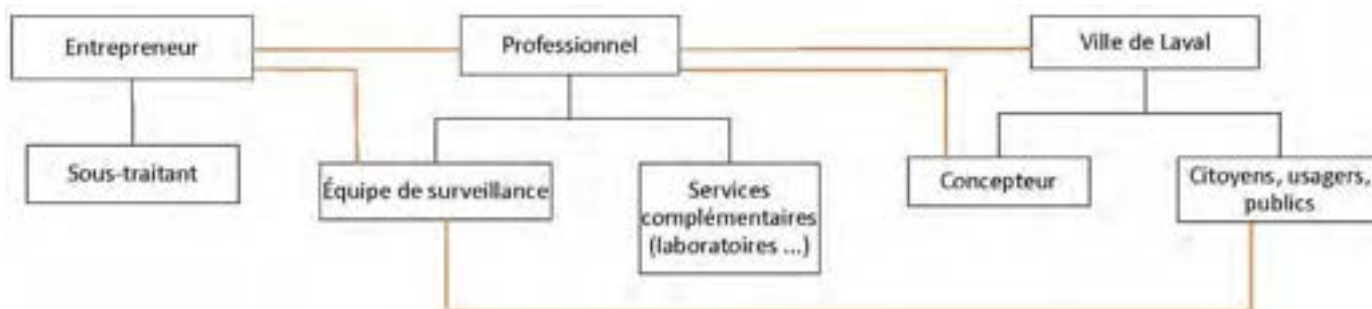 Entrepreneur
Professionnel
Ville de Laval
Sous-traitant
Équipe de surveillance
Services
complémentaires
(laboratoires ...)
Concepteur
Citoyens, usagers,
publics